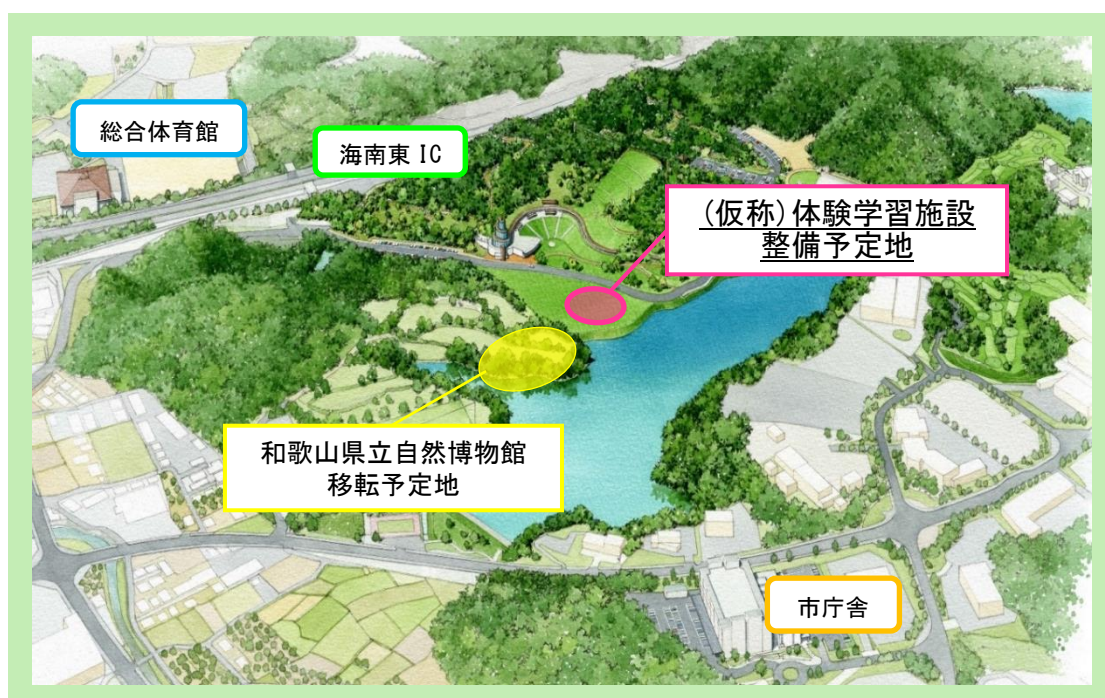 総合体育館
海南東 IC
(仮称)体験学習施設
整備予定地
和歌山県立自然博物館
移転予定地
市庁舎